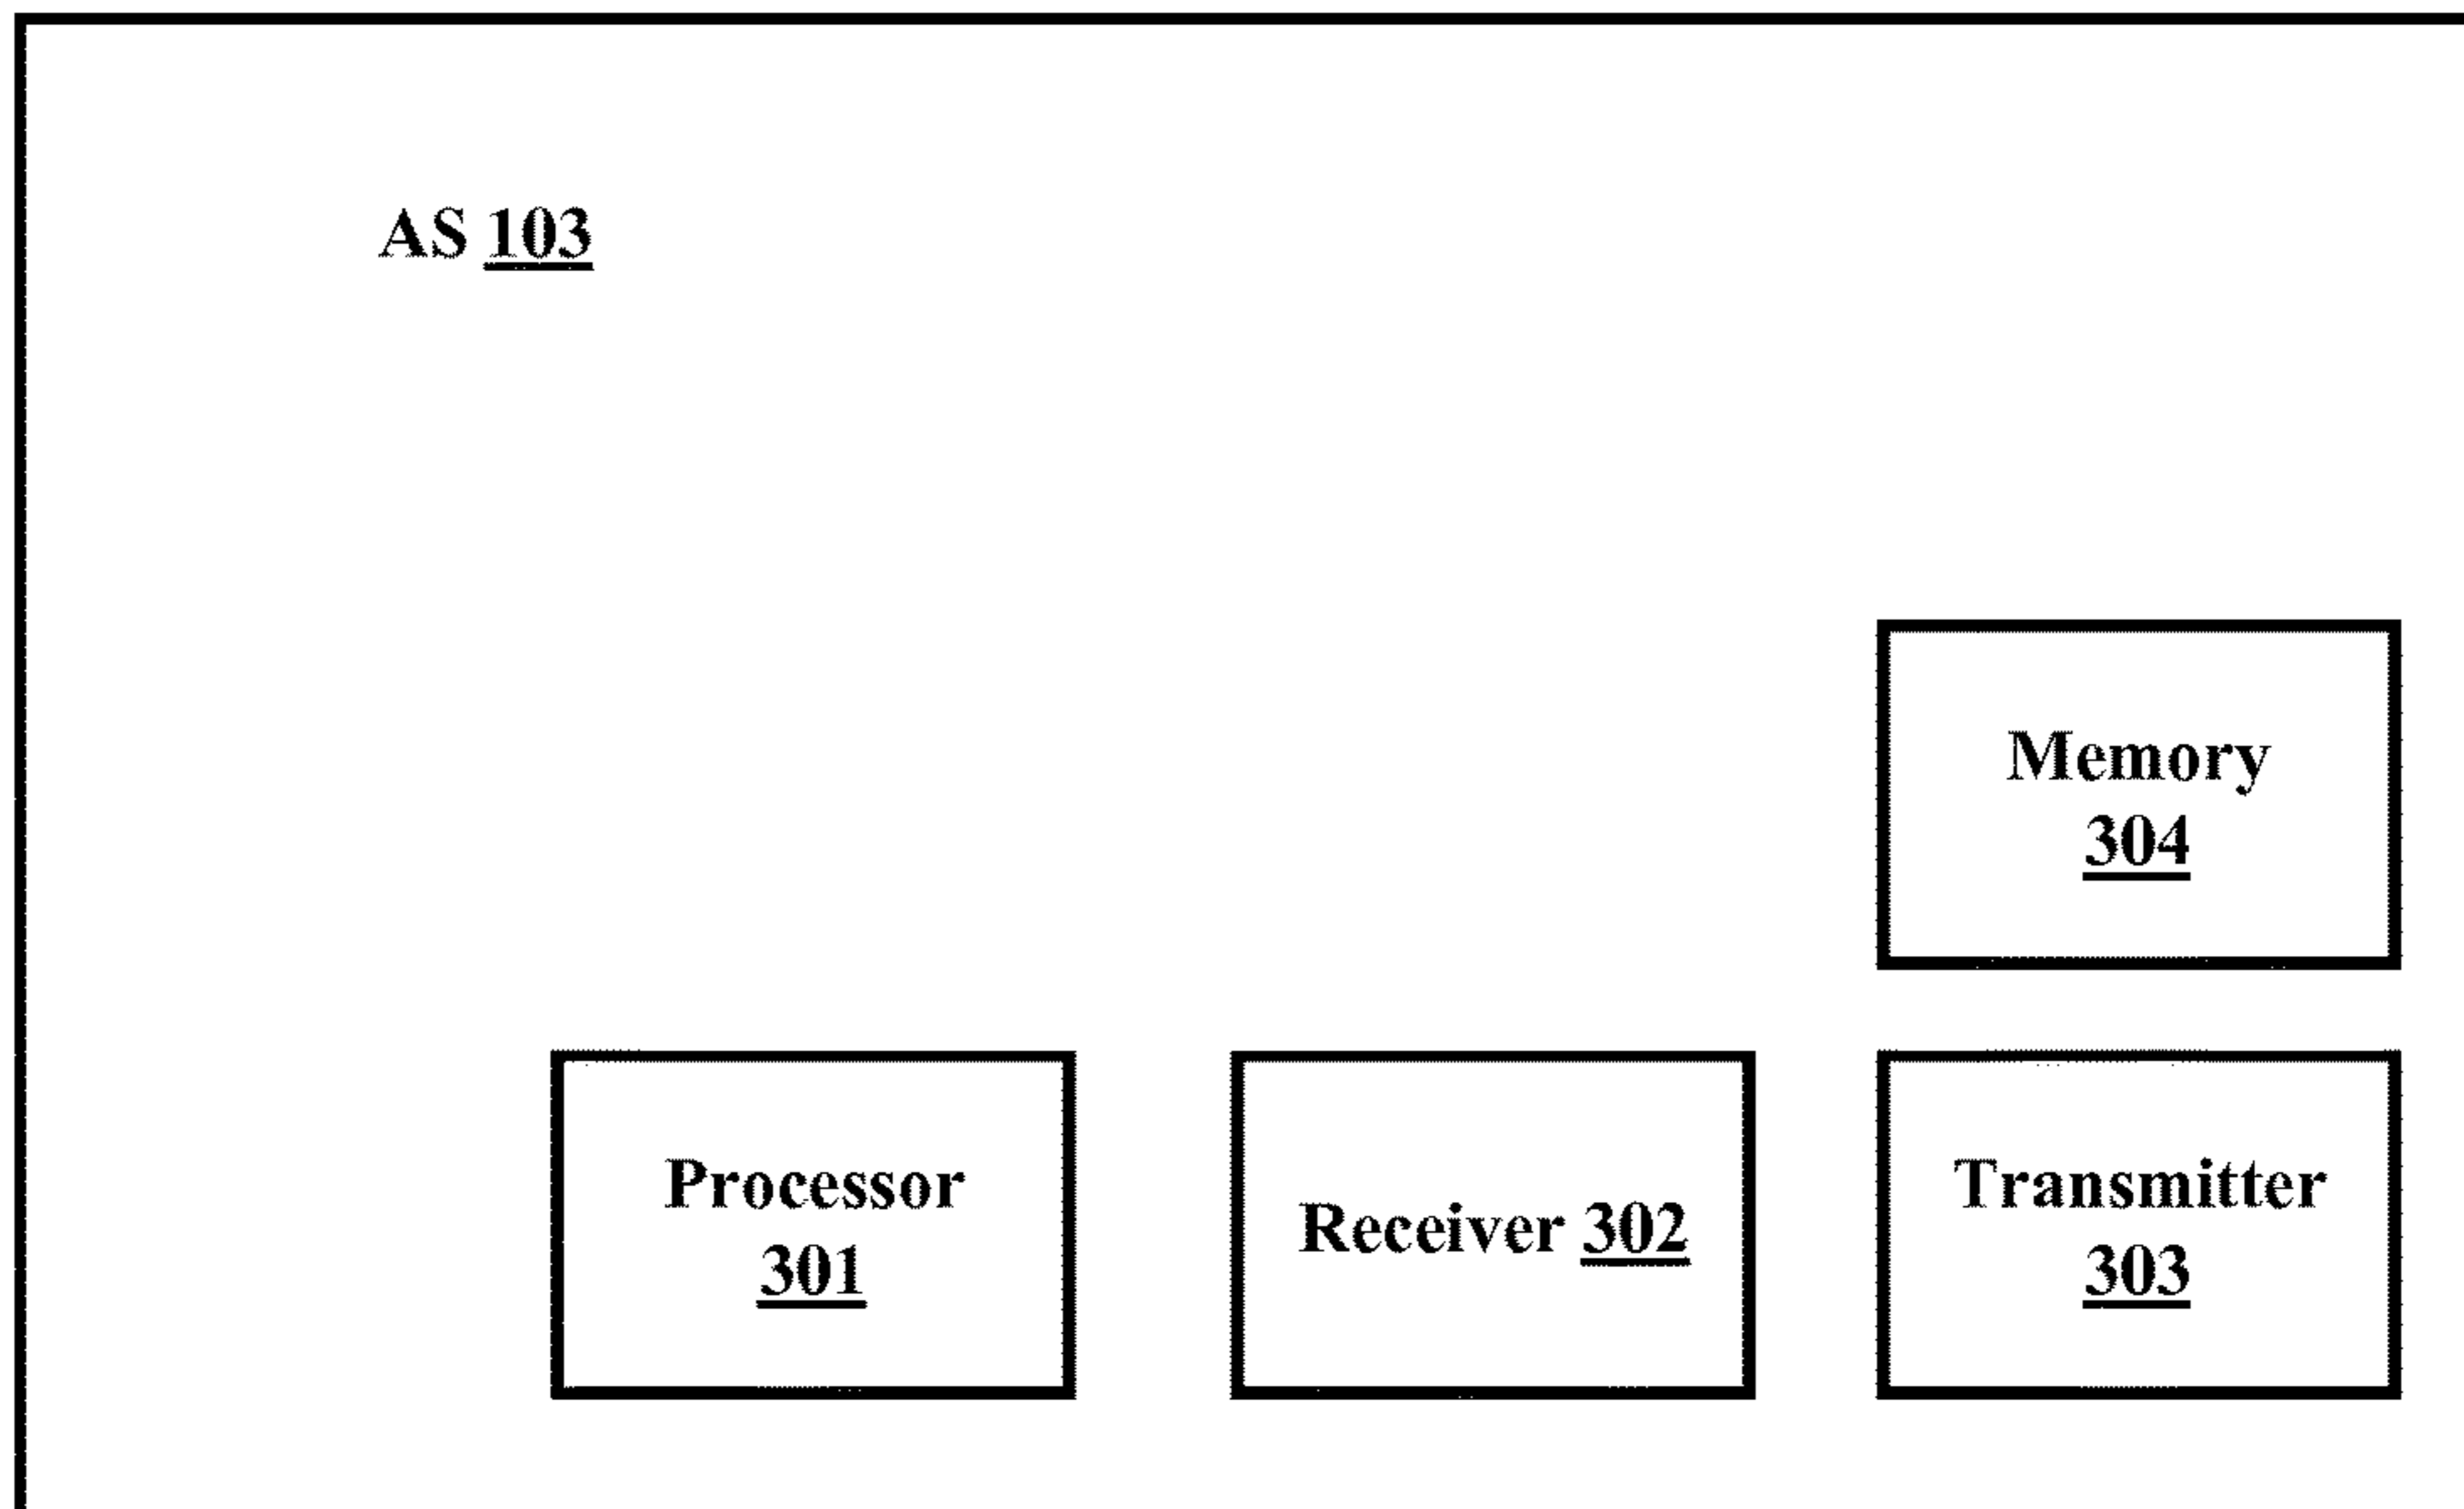 AS 103
Memory
304
Processor
301
Receiver 302
Transmitter
303